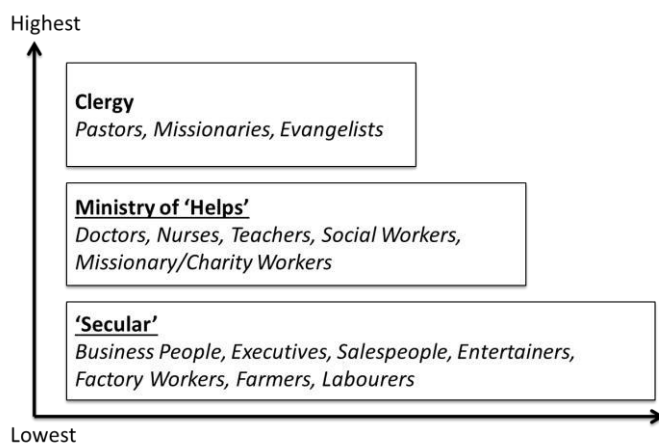 Highest
Clergy
Pastors, Missionaries, Evangelists
Ministry of ‘Helps’
Doctors, Nurses, Teachers, Social Workers,
Missionary/Charity Workers
‘Secular’
Business People, Executives, Salespeople, Entertainers,
Factory Workers, Farmers, Labourers
Lowest